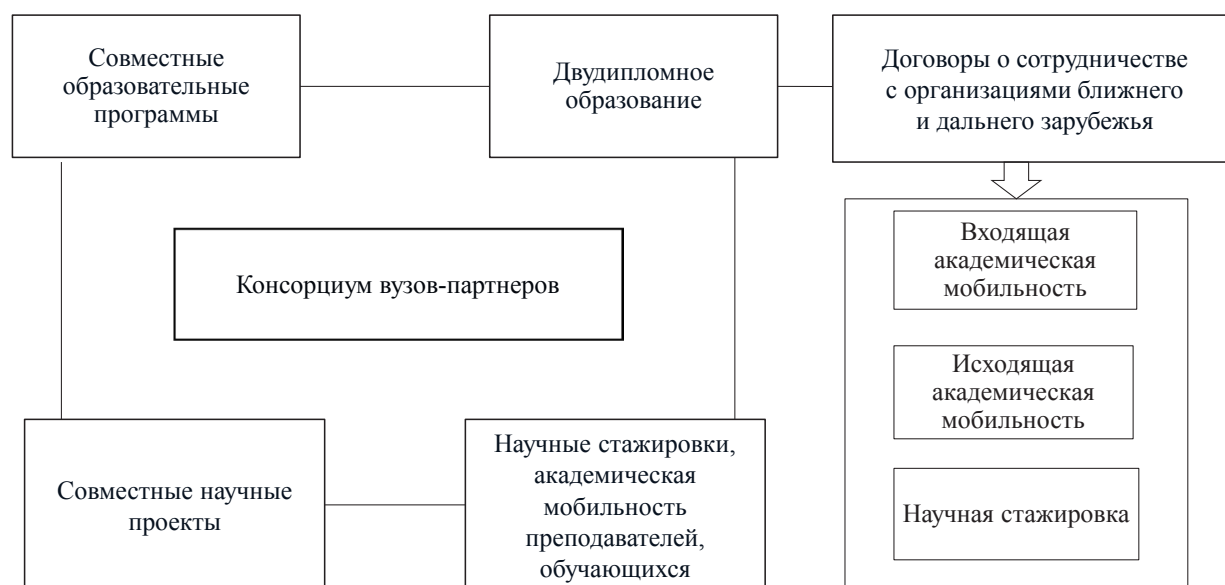 Совместные
образовательные
программы
Двудипломное
образование
Договоры о сотрудничестве
с организациями ближнего
и дальнего зарубежья
Консорциум вузов-партнеров
Входящая
академическая
мобильность
Исходящая
академическая
мобильность
Научная стажировка
Совместные научные
проекты
Научные стажировки,
академическая
мобильность
преподавателей,
обучающихся